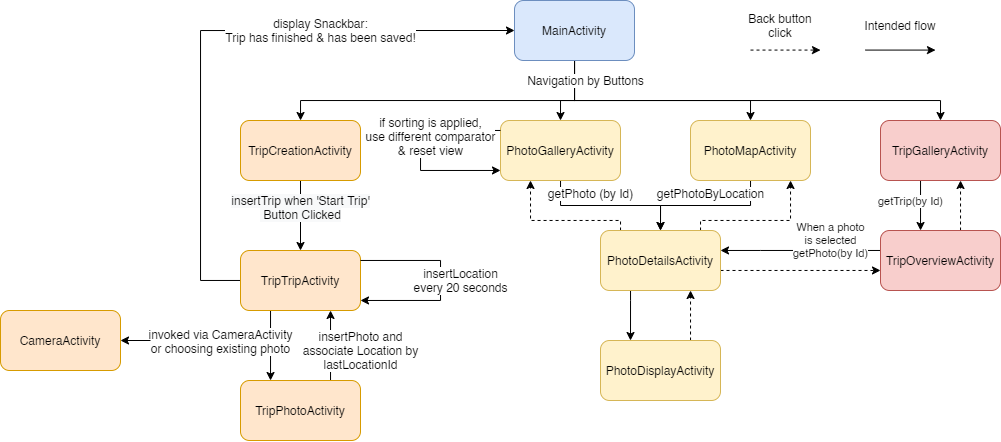 display Snackbar:
Trip has finished & has been saved!
MainActivity
Back button
click
Intended flow
Navigation by Buttons
TripCreationActivity
if sorting is applied,
use different comparator
& reset view
PhotoGalleryActivity
PhotoMapActivity
TripGalleryActivity
insertTrip when 'Start Trip'
Button Clicked
getPhoto (by Id)
getPhotoByLocation
getTrip(by Id)
TripTripActivity
insertLocation
every 20 seconds
PhotoDetailsActivity
When a photo
is selected
getPhoto(by Id)
TripOverviewActivity
CameraActivity
invoked via CameraActivity
or choosing existing photo
insertPhoto and
associate Location by
lastLocationId
PhotoDisplayActivity
TripPhotoActivity